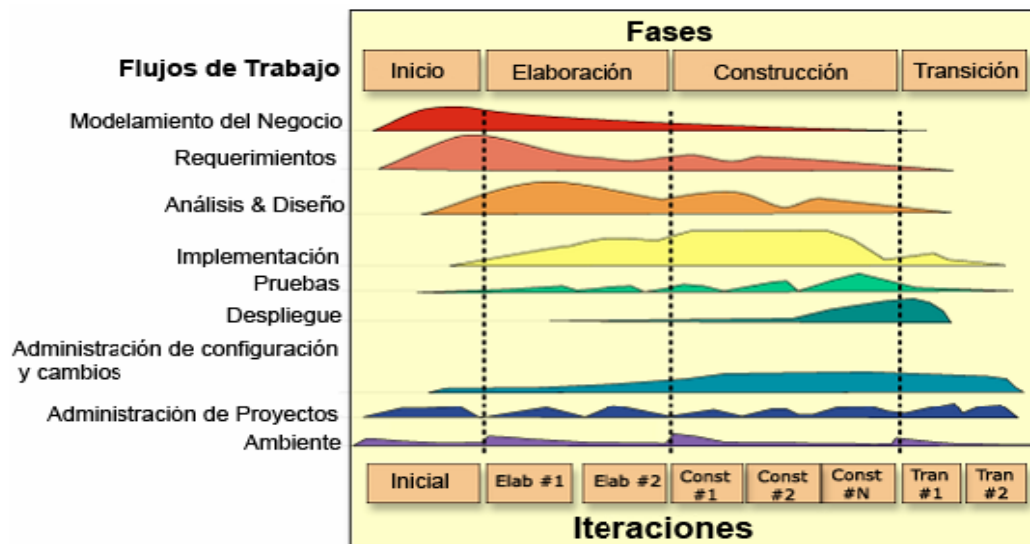 Fases
Flujos de Trabajo
Inicio
Elaboración
Construcción
Transición
Modelamiento del Negocio
Requerimientos
Análisis & Diseño
Implementación
Pruebas
Despliegue
Administración de configuración
y cambios
Administración de Proyectos
Ambiente
Inicial
Elab #1
Elab #2
Const
#1
Const
#2
Const
#N
Tran
#1
Tran
#2
Iteraciones